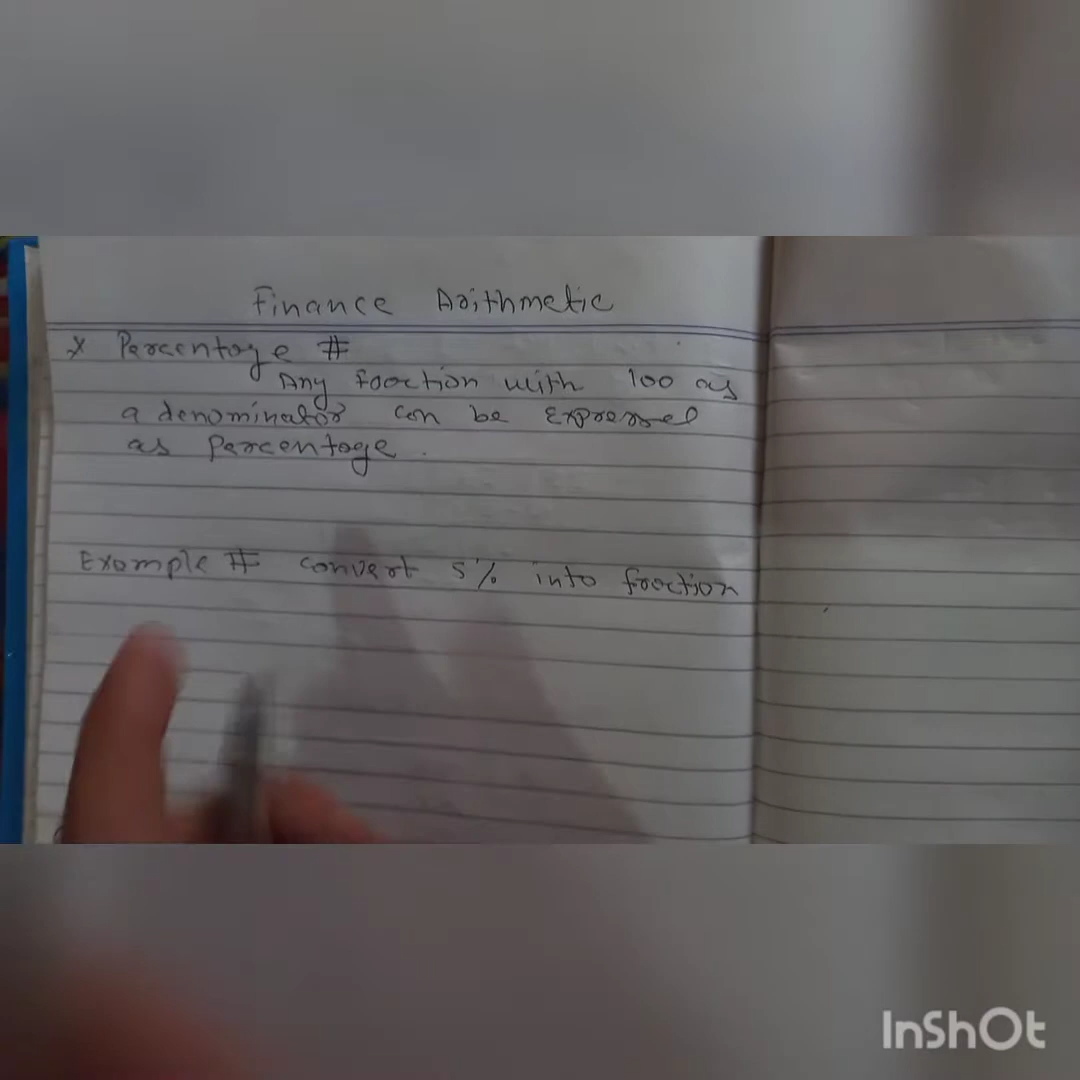 Finance Arithmetic
* Percentage #
Any fraction with 100 as
a denominator can be Expressed
as Percentage.
Example # convert 5% into fraction
InShOt